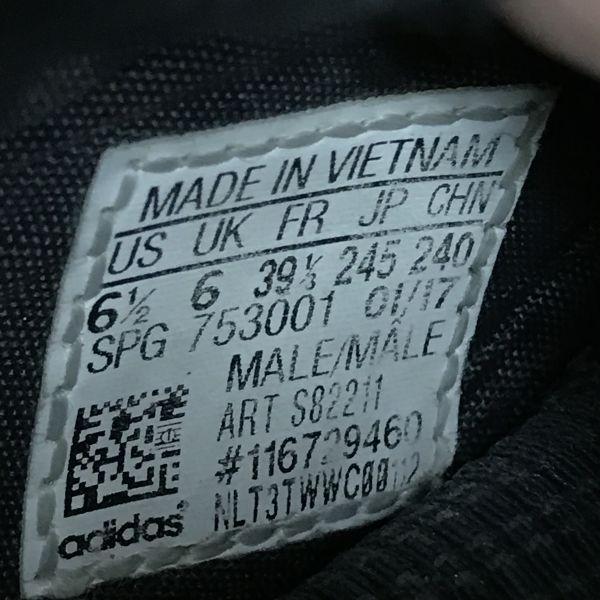 MADE IN VIETNAM
US UK FR JP CHN
6½ 6 39⅓ 245 240
SPG 753001 01/17
MALE/MÂLE
ART S82211
#116729460
adidas